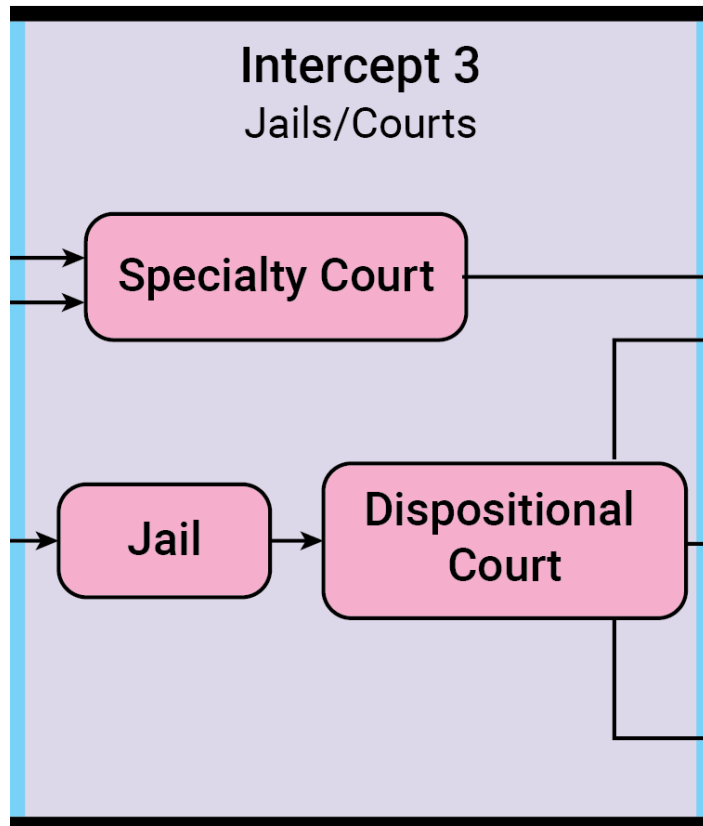 Intercept 3
Jails/Courts
Specialty Court
Jail
Dispositional
Court